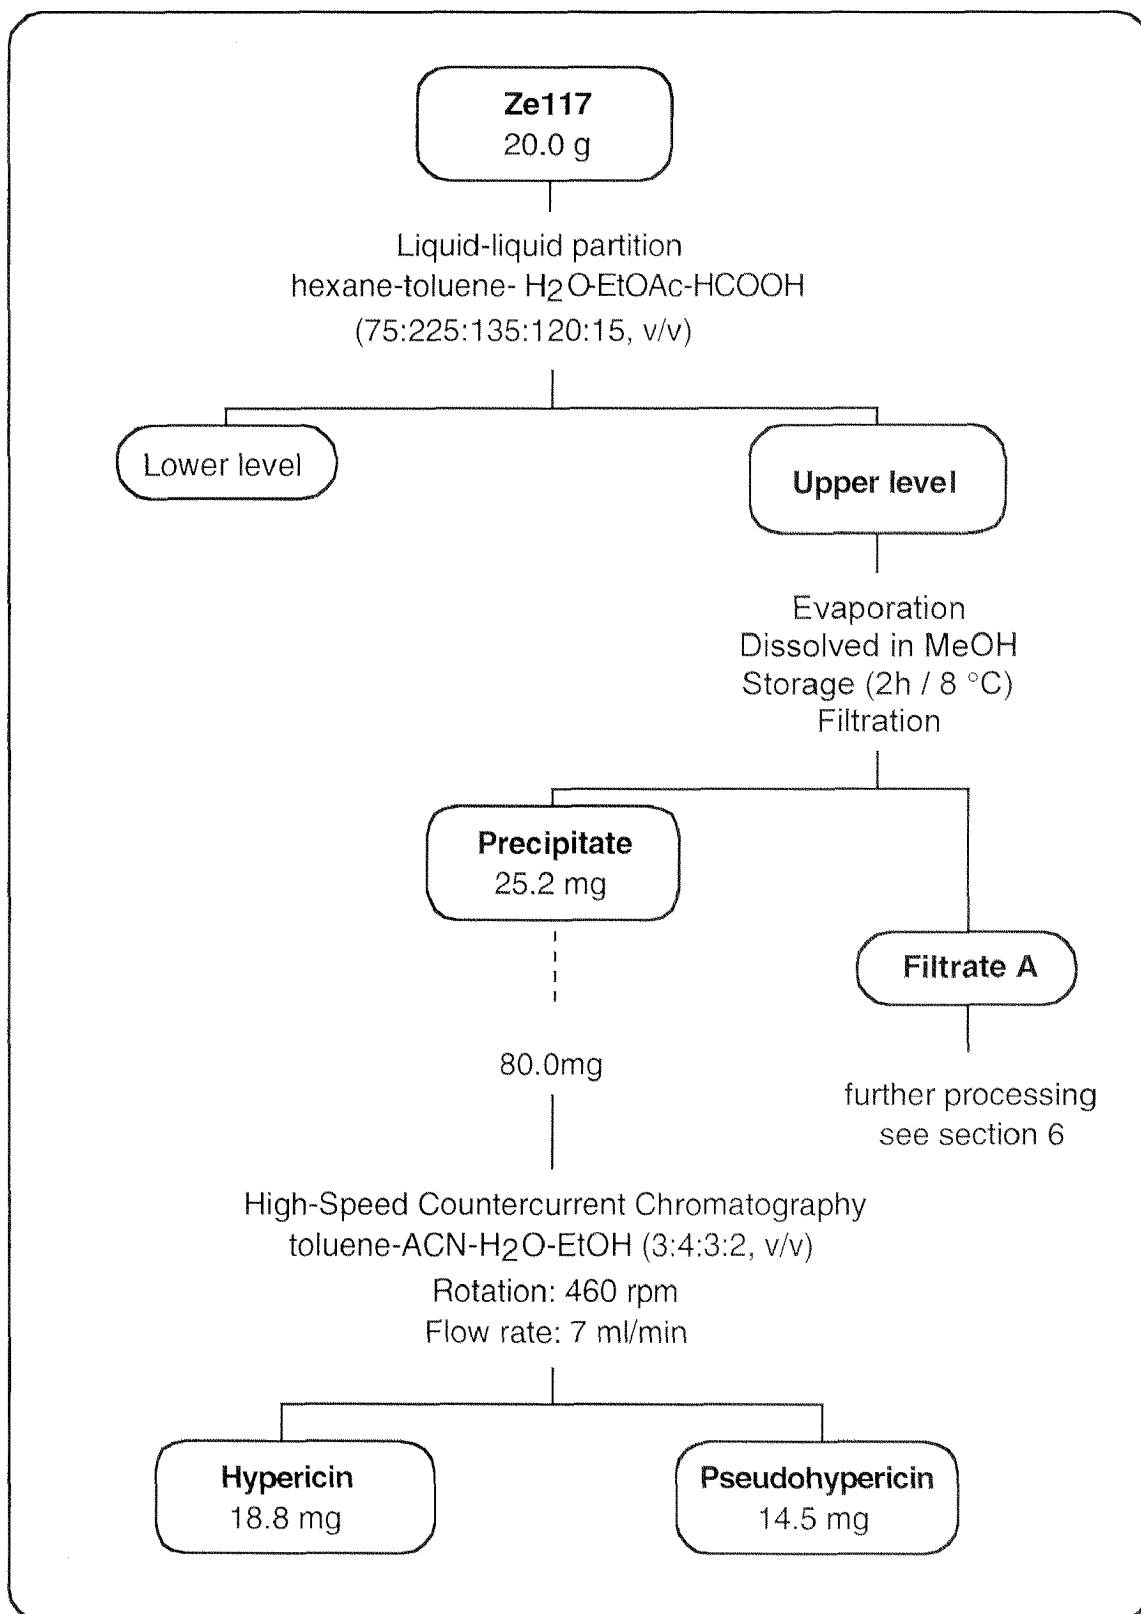 Ze117
20.0 g
Liquid-liquid partition
hexane-toluene- H2O-EtOAc-HCOOH
(75:225:135:120:15, v/v)
Lower level
Upper level
Evaporation
Dissolved in MeOH
Storage (2h / 8 °C)
Filtration
Precipitate
25.2 mg
Filtrate A
80.0mg
further processing
see section 6
High-Speed Countercurrent Chromatography
toluene-ACN-H2O-EtOH (3:4:3:2, v/v)
Rotation: 460 rpm
Flow rate: 7 ml/min
Hypericin
18.8 mg
Pseudohypericin
14.5 mg